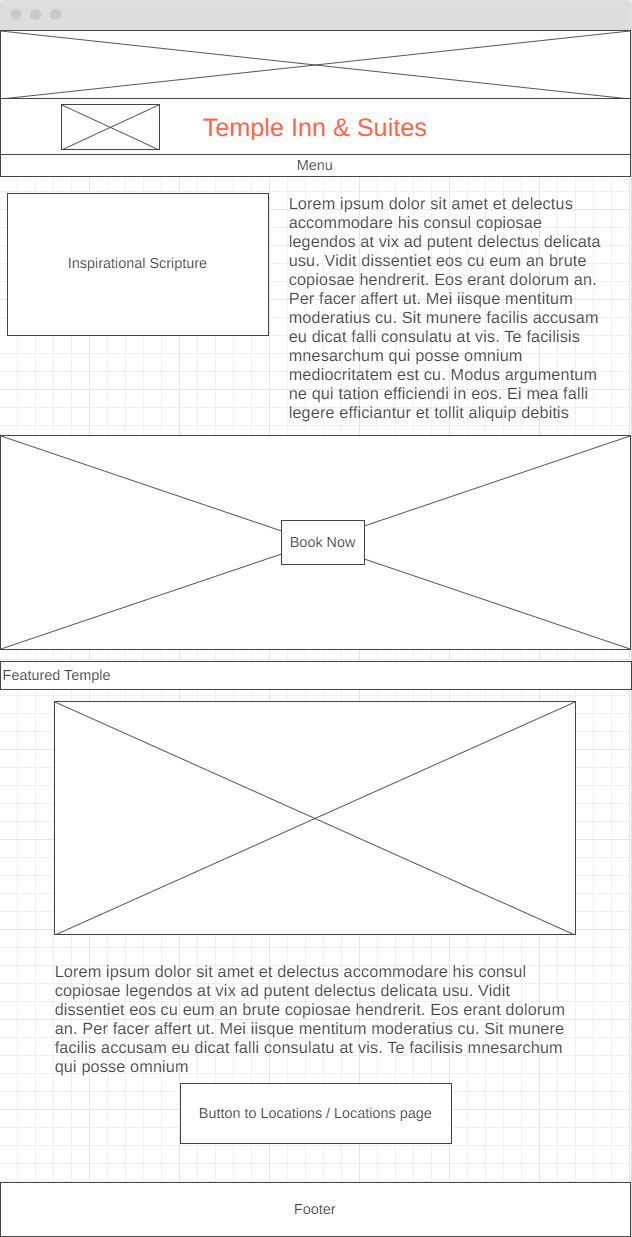 Temple Inn & Suites
Menu
Inspirational Scripture
Lorem ipsum dolor sit amet et delectus
accommodare his consul copiosae
legendos at vix ad putent delectus delicata
usu. Vidit dissentiet eos cu eum an brute
copiosae hendrerit. Eos erant dolorum an.
Per facer affert ut. Mei iisque mentitum
moderatius cu. Sit munere facilis accusam
eu dicat falli consulatu at vis. Te facilisis
mnesarchum qui posse omnium
mediocritatem est cu. Modus argumentum
ne qui tation efficiendi in eos. Ei mea falli
legere efficiantur et tollit aliquip debitis
Book Now
Featured Temple
Lorem ipsum dolor sit amet et delectus accommodare his consul
copiosae legendos at vix ad putent delectus delicata usu. Vidit
dissentiet eos cu eum an brute copiosae hendrerit. Eos erant dolorum
an. Per facer affert ut. Mei iisque mentitum moderatius cu. Sit munere
facilis accusam eu dicat falli consulatu at vis. Te facilisis mnesarchum
qui posse omnium
Button to Locations / Locations page
Footer